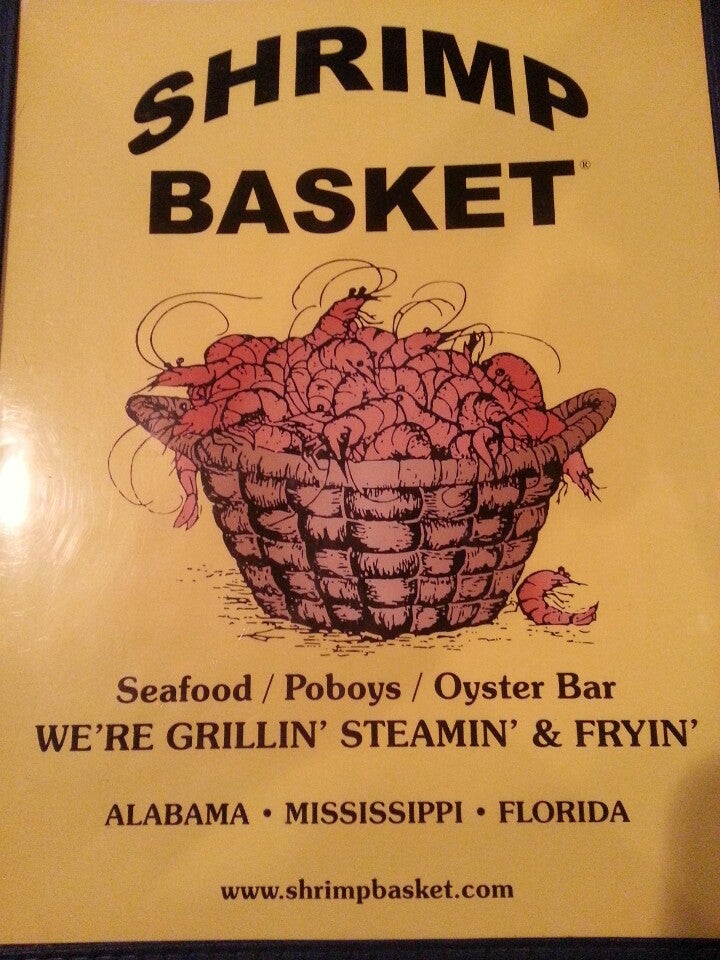 SHRIMP
BASKET®
Seafood / Poboys / Oyster Bar
WE'RE GRILLIN' STEAMIN' & FRYIN'
ALABAMA • MISSISSIPPI • FLORIDA
www.shrimpbasket.com